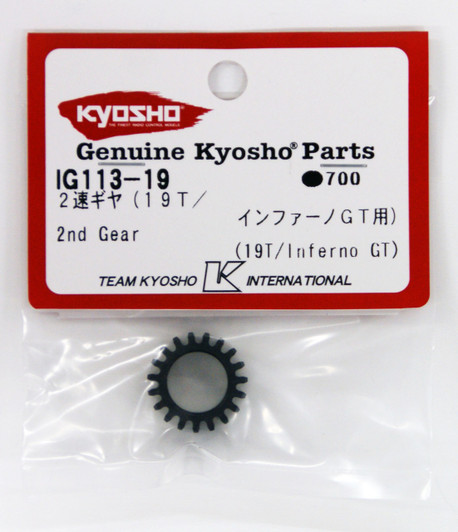 KYOSHO
THE FINEST RADIO CONTROL MODELS
Genuine Kyosho® Parts
IG113-19 ●700
2速ギヤ(19T/ インファーノGT用)
2nd Gear (19T/Inferno GT)
TEAM KYOSHO K INTERNATIONAL